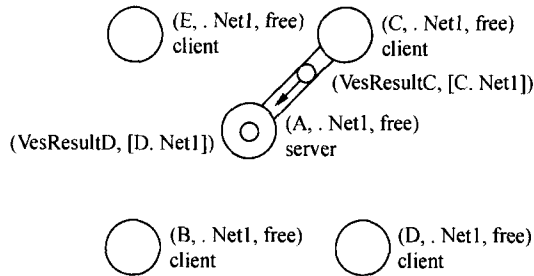 (E, . Net1, free)
client
(C, . Net1, free)
client
(VesResultC, [C. Net1])
(A, . Net1, free)
server
(VesResultD, [D. Net1])
(B, . Net1, free)
client
(D, . Net1, free)
client